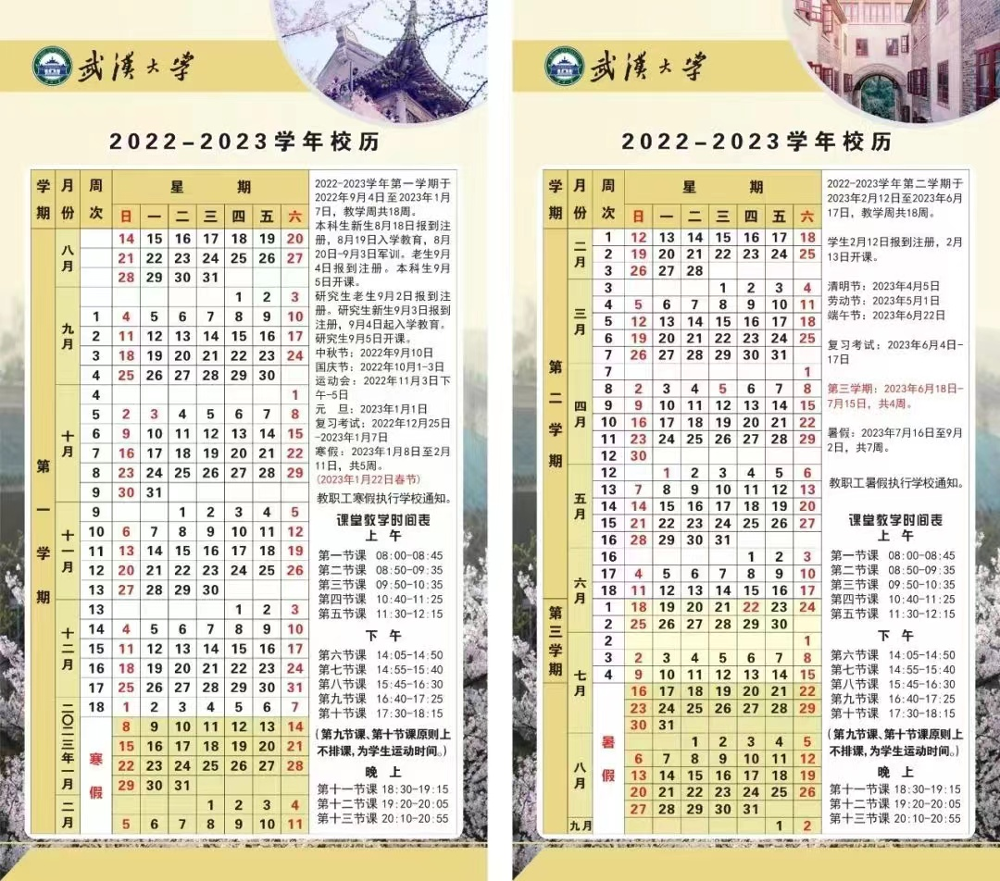 武汉大学
2022-2023学年校历
学期 月份 周次 星期
日 一 二 三 四 五 六
第一学期
八月
14 15 16 17 18 19 20
21 22 23 24 25 26 27
28 29 30 31
九月
1 2 3
1 4 5 6 7 8 9 10
2 11 12 13 14 15 16 17
3 18 19 20 21 22 23 24
4 25 26 27 28 29 30
十月
4 1
5 2 3 4 5 6 7 8
6 9 10 11 12 13 14 15
7 16 17 18 19 20 21 22
8 23 24 25 26 27 28 29
9 30 31
十一月
9 1 2 3 4 5
10 6 7 8 9 10 11 12
11 13 14 15 16 17 18 19
12 20 21 22 23 24 25 26
13 27 28 29 30
十二月
13 1 2 3
14 4 5 6 7 8 9 10
15 11 12 13 14 15 16 17
16 18 19 20 21 22 23 24
17 25 26 27 28 29 30 31
二〇二三年一月
18 1 2 3 4 5 6 7
寒假
8 9 10 11 12 13 14
15 16 17 18 19 20 21
22 23 24 25 26 27 28
29 30 31
二月
1 2 3 4
5 6 7 8 9 10 11
2022-2023学年第一学期于
2022年9月4日至2023年1月
7日，教学周共18周。
本科生新生8月18日报到注
册，8月19日入学教育，8月
20日-9月3日军训。老生9月
4日报到注册。本科生9月
5日开课。
研究生老生9月2日报到注
册。研究生新生9月3日报到
注册，9月4日起入学教育。
研究生9月5日开课。
中秋节：2022年9月10日
国庆节：2022年10月1-3日
运动会：2022年11月3日下
午-5日
元 旦：2023年1月1日
复习考试：2022年12月25日
-2023年1月7日
寒假：2023年1月8日至2月
11日，共5周。
(2023年1月22日春节)
教职工寒假执行学校通知。
课堂教学时间表
上 午
第一节课 08:00-08:45
第二节课 08:50-09:35
第三节课 09:50-10:35
第四节课 10:40-11:25
第五节课 11:30-12:15
下 午
第六节课 14:05-14:50
第七节课 14:55-15:40
第八节课 15:45-16:30
第九节课 16:40-17:25
第十节课 17:30-18:15
(第九节课、第十节课原则上
不排课,为学生运动时间。)
晚 上
第十一节课 18:30-19:15
第十二节课 19:20-20:05
第十三节课 20:10-20:55
武汉大学
2022-2023学年校历
学期 月份 周次 星期
日 一 二 三 四 五 六
第二学期
二月
1 12 13 14 15 16 17 18
2 19 20 21 22 23 24 25
3 26 27 28
三月
3 1 2 3 4
4 5 6 7 8 9 10 11
5 12 13 14 15 16 17 18
6 19 20 21 22 23 24 25
7 26 27 28 29 30 31
四月
7 1
8 2 3 4 5 6 7 8
9 9 10 11 12 13 14 15
10 16 17 18 19 20 21 22
11 23 24 25 26 27 28 29
12 30
五月
12 1 2 3 4 5 6
13 7 8 9 10 11 12 13
14 14 15 16 17 18 19 20
15 21 22 23 24 25 26 27
16 28 29 30 31
六月
16 1 2 3
17 4 5 6 7 8 9 10
18 11 12 13 14 15 16 17
第三学期
1 18 19 20 21 22 23 24
2 25 26 27 28 29 30
七月
2 1
3 2 3 4 5 6 7 8
4 9 10 11 12 13 14 15
暑假
16 17 18 19 20 21 22
23 24 25 26 27 28 29
30 31
八月
1 2 3 4 5
6 7 8 9 10 11 12
13 14 15 16 17 18 19
20 21 22 23 24 25 26
27 28 29 30 31
九月
1 2
2022-2023学年第二学期于
2023年2月12日至2023年6月
17日，教学周共18周。
学生2月12日报到注册，2月
13日开课。
清明节：2023年4月5日
劳动节：2023年5月1日
端午节：2023年6月22日
复习考试：2023年6月4日-
17日
第三学期：2023年6月18日-
7月15日，共4周。
暑假：2023年7月16日至9月
2日，共7周。
教职工暑假执行学校通知。
课堂教学时间表
上 午
第一节课 08:00-08:45
第二节课 08:50-09:35
第三节课 09:50-10:35
第四节课 10:40-11:25
第五节课 11:30-12:15
下 午
第六节课 14:05-14:50
第七节课 14:55-15:40
第八节课 15:45-16:30
第九节课 16:40-17:25
第十节课 17:30-18:15
(第九节课、第十节课原则上
不排课,为学生运动时间。)
晚 上
第十一节课 18:30-19:15
第十二节课 19:20-20:05
第十三节课 20:10-20:55